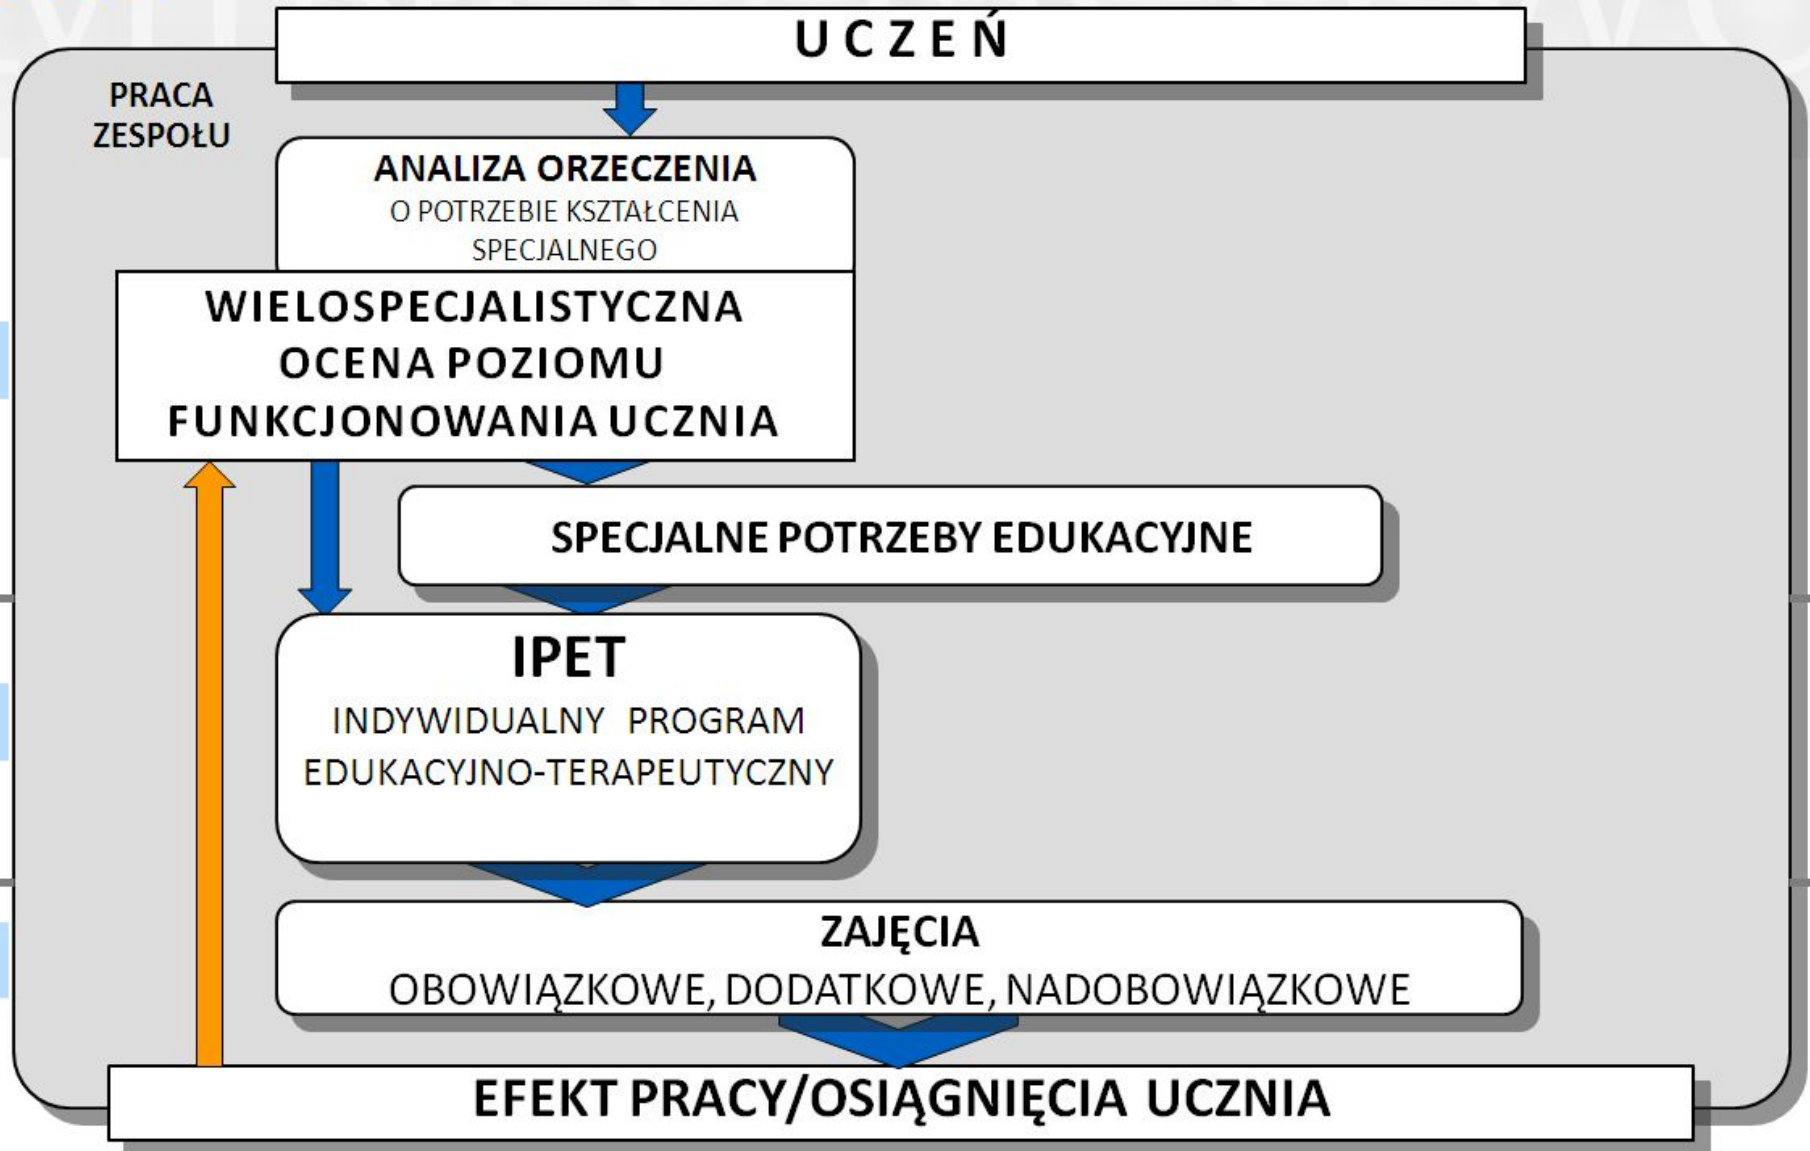 U C Z E Ń
PRACA
ZESPOŁU
ANALIZA ORZECZENIA
O POTRZEBIE KSZTAŁCENIA
SPECJALNEGO
WIELOSPECJALISTYCZNA
OCENA POZIOMU
FUNKCJONOWANIA UCZNIA
SPECJALNE POTRZEBY EDUKACYJNE
IPET
INDYWIDUALNY PROGRAM
EDUKACYJNO-TERAPEUTYCZNY
ZAJĘCIA
OBOWIĄZKOWE, DODATKOWE, NADOBOWIĄZKOWE
EFEKT PRACY/OSIĄGNIĘCIA UCZNIA